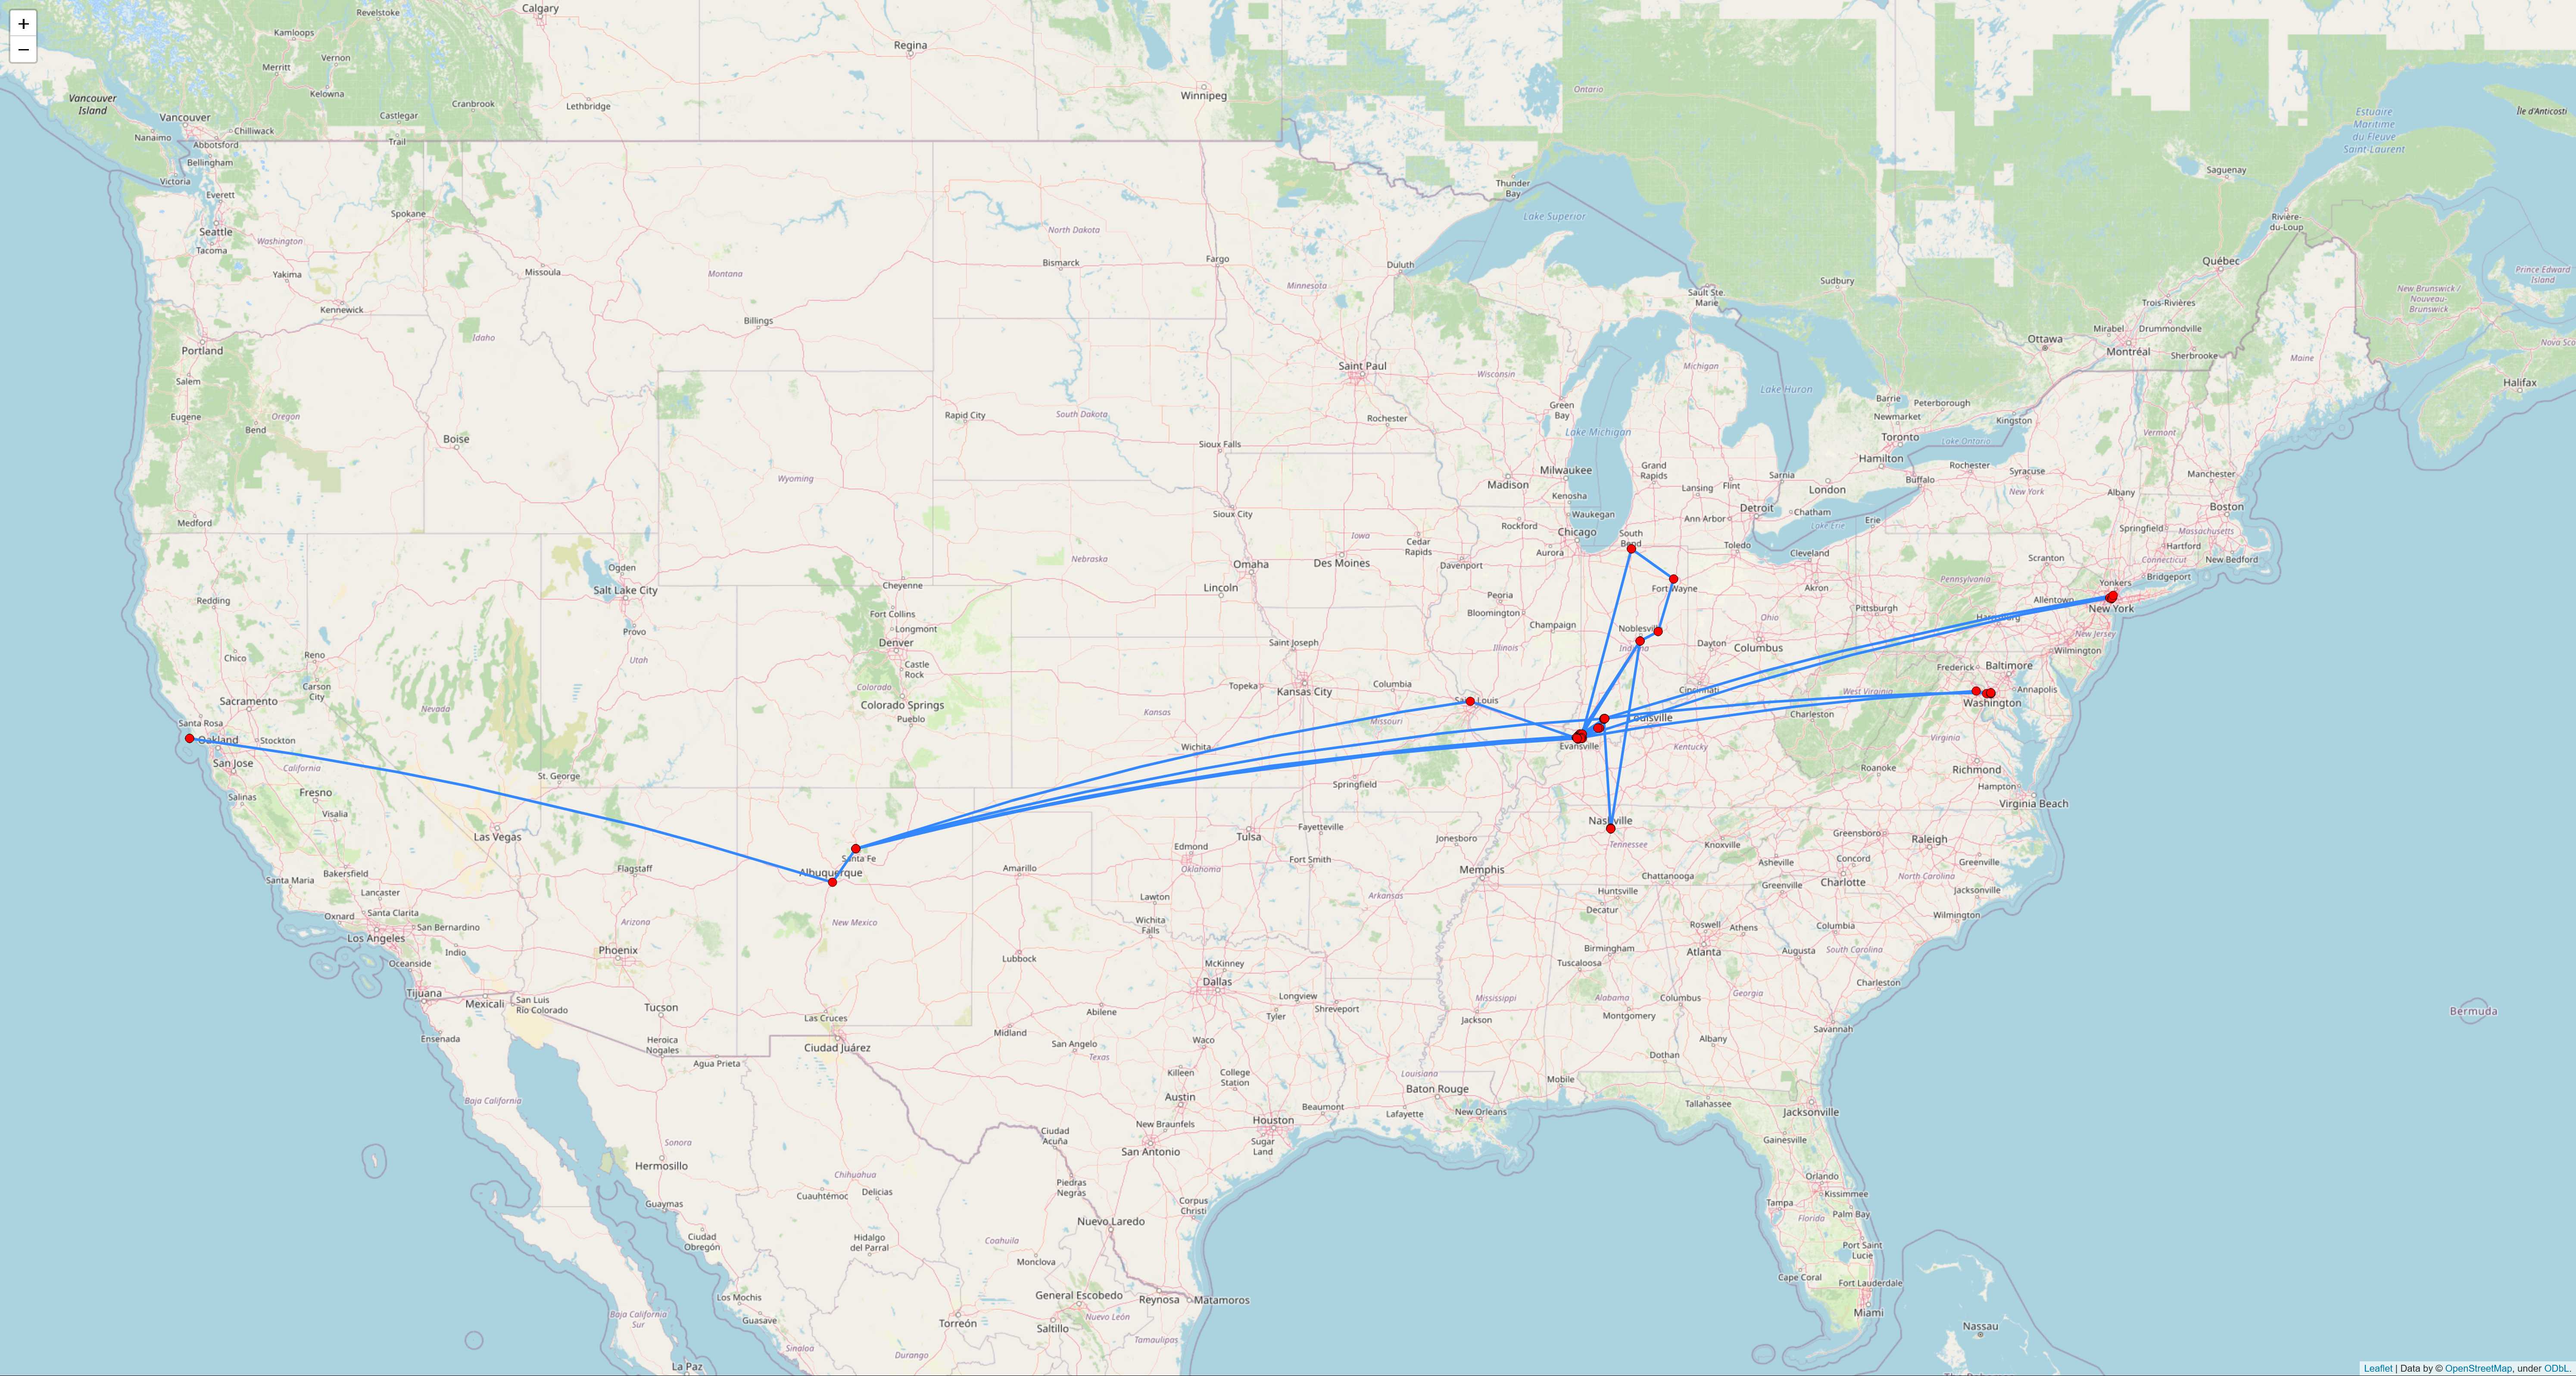 +
−
Calgary
Revelstoke
Kamloops
Regina
Vernon
Merritt
Winnipeg
Ontario
Kelowna
Vancouver
Island
Cranbrook
Lethbridge
Castlegar
Vancouver
Nanaimo
Chilliwack
Abbotsford
Trail
Bellingham
Victoria
Everett
Estuaire
Maritime
du Fleuve
Saint-Laurent
Île d'Anticosti
Saguenay
Thunder
Bay
Spokane
Seattle
Tacoma
Washington
Lake Superior
Rivière-
du-Loup
North Dakota
Yakima
Missoula
Montana
Bismarck
Fargo
Duluth
Québec
Prince Edward
Island
Kennewick
Minnesota
Sault Ste.
Marie
Sudbury
New Brunswick /
Nouveau-
Brunswick
Trois-Rivières
Billings
Mirabel
Drummondville
Idaho
Portland
Ottawa
Montréal
Sherbrooke
Nova Sco
Maine
Salem
Saint Paul
Wisconsin
Michigan
Lake Huron
Halifax
Eugene
Oregon
Bend
Rapid City
South Dakota
Rochester
Green
Bay
Barrie
Peterborough
Newmarket
Kingston
Boise
Sioux Falls
Lake Michigan
Toronto
Lake Ontario
Vermont
Hamilton
Wyoming
Milwaukee
Madison
Kenosha
Grand
Rapids
Lansing
Flint
Sarnia
London
Rochester
Syracuse
Buffalo
New York
Albany
Manchester
Medford
Sioux City
Rockford
Waukegan
Chicago
Ann Arbor
Detroit
Chatham
Lake Erie
Erie
Boston
Springfield
Massachusetts
Iowa
Cedar
Rapids
Aurora
South
Bend
Toledo
Cleveland
Hartford
Connecticut
New Bedford
Nebraska
Ogden
Salt Lake City
Omaha
Des Moines
Davenport
Scranton
Cheyenne
Lincoln
Peoria
Fort Wayne
Akron
Pennsylvania
Yonkers
Bridgeport
Redding
Fort Collins
Longmont
Bloomington
Allentown
New York
Pittsburgh
Harrisburg
Provo
Champaign
Noblesville
Ohio
New Jersey
Denver
Saint Joseph
Illinois
Indiana
Dayton
Columbus
Wilmington
Chico
Reno
Utah
Castle
Rock
Frederick
Baltimore
Carson
City
Colorado
Topeka
Kansas City
Columbia
Cincinnati
West Virginia
Annapolis
Sacramento
Nevada
Colorado Springs
Kansas
Saint Louis
Washington
Santa Rosa
Pueblo
Missouri
Louisville
Charleston
Oakland
Stockton
Wichita
Evansville
Kentucky
Virginia
San Jose
California
St. George
Roanoke
Richmond
Springfield
Hampton
Salinas
Fresno
Virginia Beach
Visalia
Las Vegas
Tulsa
Fayetteville
Nashville
Jonesboro
Tennessee
Knoxville
Greensboro
Raleigh
Edmond
Oklahoma
Santa Fe
Albuquerque
Amarillo
Fort Smith
Memphis
Asheville
Concord
Greenville
Bakersfield
Flagstaff
Santa Maria
Chattanooga
Greenville
Charlotte
North Carolina
Jacksonville
Lancaster
Lawton
Arkansas
Huntsville
Decatur
Oxnard
Santa Clarita
San Bernardino
Los Angeles
Arizona
New Mexico
Wichita
Falls
Roswell
Athens
Columbia
Wilmington
Indio
Oceanside
Phoenix
Lubbock
McKinney
Birmingham
Tuscaloosa
Atlanta
Augusta
South Carolina
Dallas
Charleston
Tijuana
Mexicali
San Luis
Río Colorado
Tucson
Las Cruces
Abilene
Longview
Tyler
Shreveport
Mississippi
Jackson
Alabama
Montgomery
Columbus
Georgia
Bermuda
Ensenada
Heroica
Nogales
Ciudad Juárez
Midland
San Angelo
Texas
Waco
Savannah
Albany
Agua Prieta
Dothan
Killeen
College
Station
Louisiana
Baton Rouge
Mobile
Baja California
Austin
Beaumont
Lafayette
New Orleans
Tallahassee
Jacksonville
Houston
New Braunfels
Ciudad
Acuña
Sonora
Sugar
Land
San Antonio
Gainesville
Hermosillo
Chihuahua
Orlando
Guaymas
Cuauhtémoc
Delicias
Piedras
Negras
Kissimmee
Corpus
Christi
Tampa
Florida
Palm Bay
Nuevo Laredo
Ciudad
Obregón
Hidalgo
del Parral
Coahuila
Monclova
Port Saint
Lucie
Cape Coral
Fort Lauderdale
Los Mochis
General Escobedo
Reynosa
Matamoros
Baja California
Sur
Guasave
Torreón
Saltillo
Nuevo León
Miami
Nassau
Sinaloa
Durango
Tamaulipas
La Paz
Leaflet | Data by © OpenStreetMap, under ODbL.